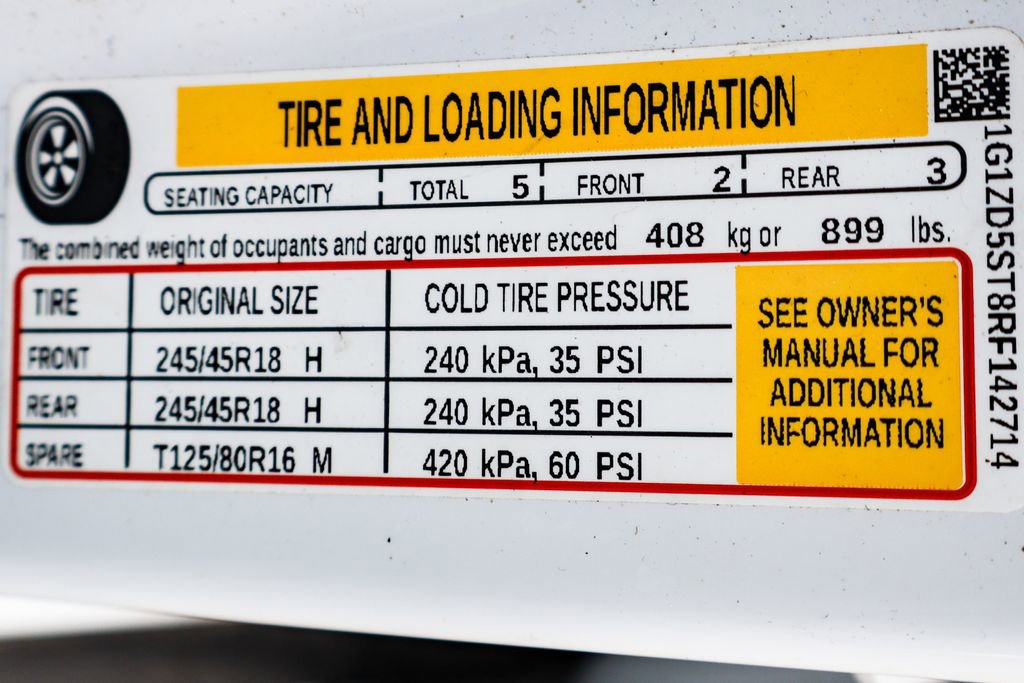 TIRE AND LOADING INFORMATION
SEATING CAPACITY TOTAL 5 FRONT 2 REAR 3
The combined weight of occupants and cargo must never exceed 408 kg or 899 lbs.
TIRE ORIGINAL SIZE COLD TIRE PRESSURE
FRONT 245/45R18 H 240 kPa, 35 PSI
REAR 245/45R18 H 240 kPa, 35 PSI
SPARE T125/80R16 M 420 kPa, 60 PSI
SEE OWNER'S
MANUAL FOR
ADDITIONAL
INFORMATION
1G1ZD5ST8RF142714